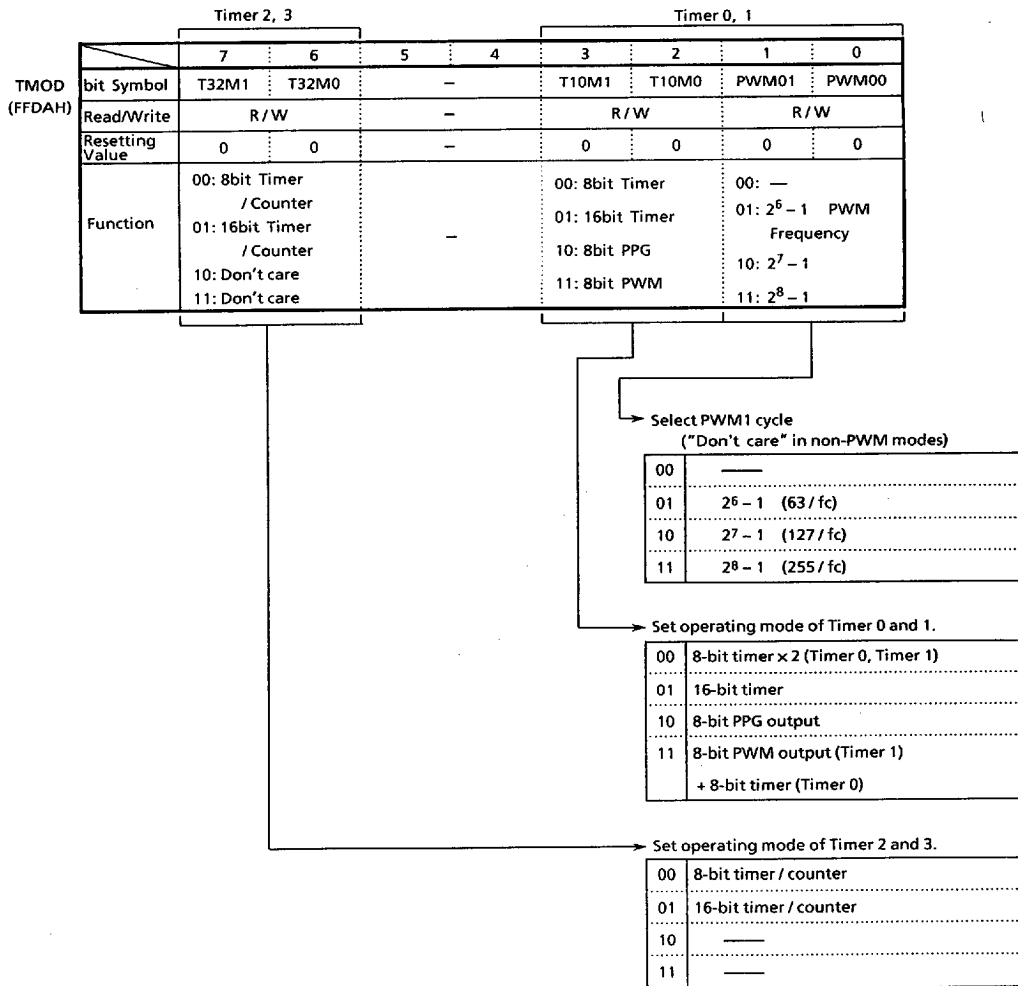 Timer 2, 3 Timer 0, 1
7 6 5 4 3 2 1 0
TMOD bit Symbol T32M1 T32M0 – T10M1 T10M0 PWM01 PWM00
(FFDAH) Read/Write R / W – R / W R / W
Resetting Value 0 0 – 0 0 0 0
Function
00: 8bit Timer
/ Counter
01: 16bit Timer
/ Counter
10: Don't care
11: Don't care
–
00: 8bit Timer
01: 16bit Timer
10: 8bit PPG
11: 8bit PWM
00: —
01: 2⁶ – 1 PWM
Frequency
10: 2⁷ – 1
11: 2⁸ – 1
Select PWM1 cycle
("Don't care" in non-PWM modes)
00 ——
01 2⁶ – 1 (63 / fc)
10 2⁷ – 1 (127 / fc)
11 2⁸ – 1 (255 / fc)
Set operating mode of Timer 0 and 1.
00 8-bit timer × 2 (Timer 0, Timer 1)
01 16-bit timer
10 8-bit PPG output
11 8-bit PWM output (Timer 1)
+ 8-bit timer (Timer 0)
Set operating mode of Timer 2 and 3.
00 8-bit timer / counter
01 16-bit timer / counter
10 ——
11 ——